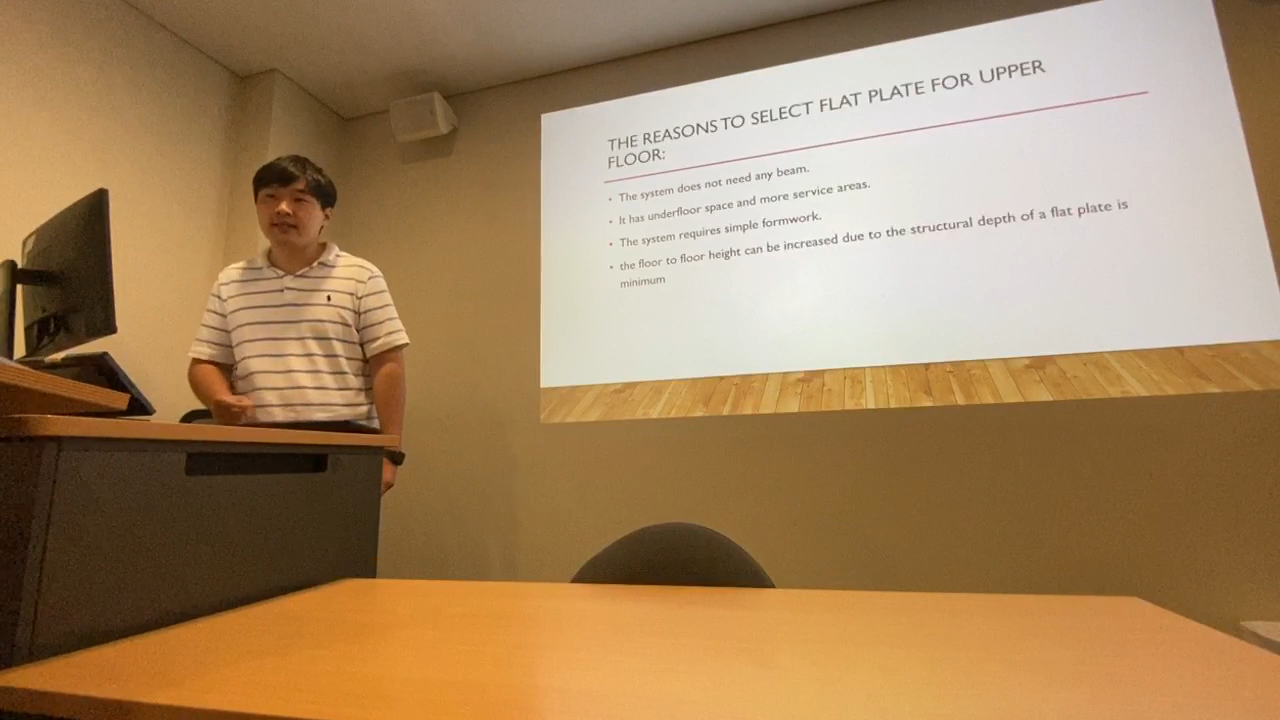 THE REASONS TO SELECT FLAT PLATE FOR UPPER
FLOOR:
• The system does not need any beam.
• It has underfloor space and more service areas.
• The system requires simple formwork.
• the floor to floor height can be increased due to the structural depth of a flat plate is
minimum